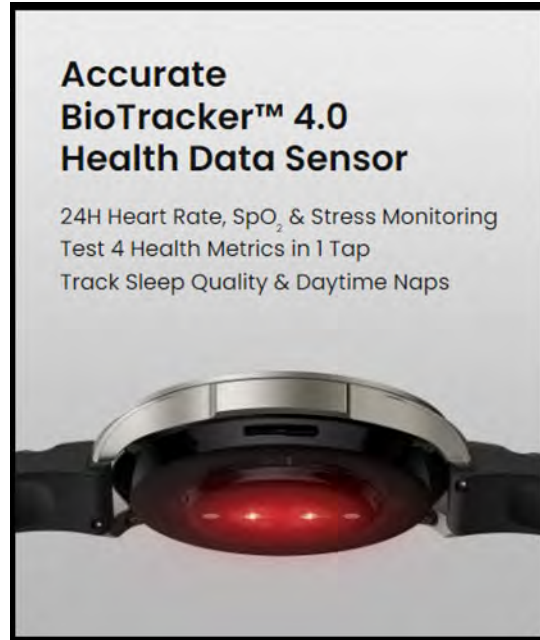 Accurate
BioTracker™ 4.0
Health Data Sensor
24H Heart Rate, SpO₂ & Stress Monitoring
Test 4 Health Metrics in 1 Tap
Track Sleep Quality & Daytime Naps